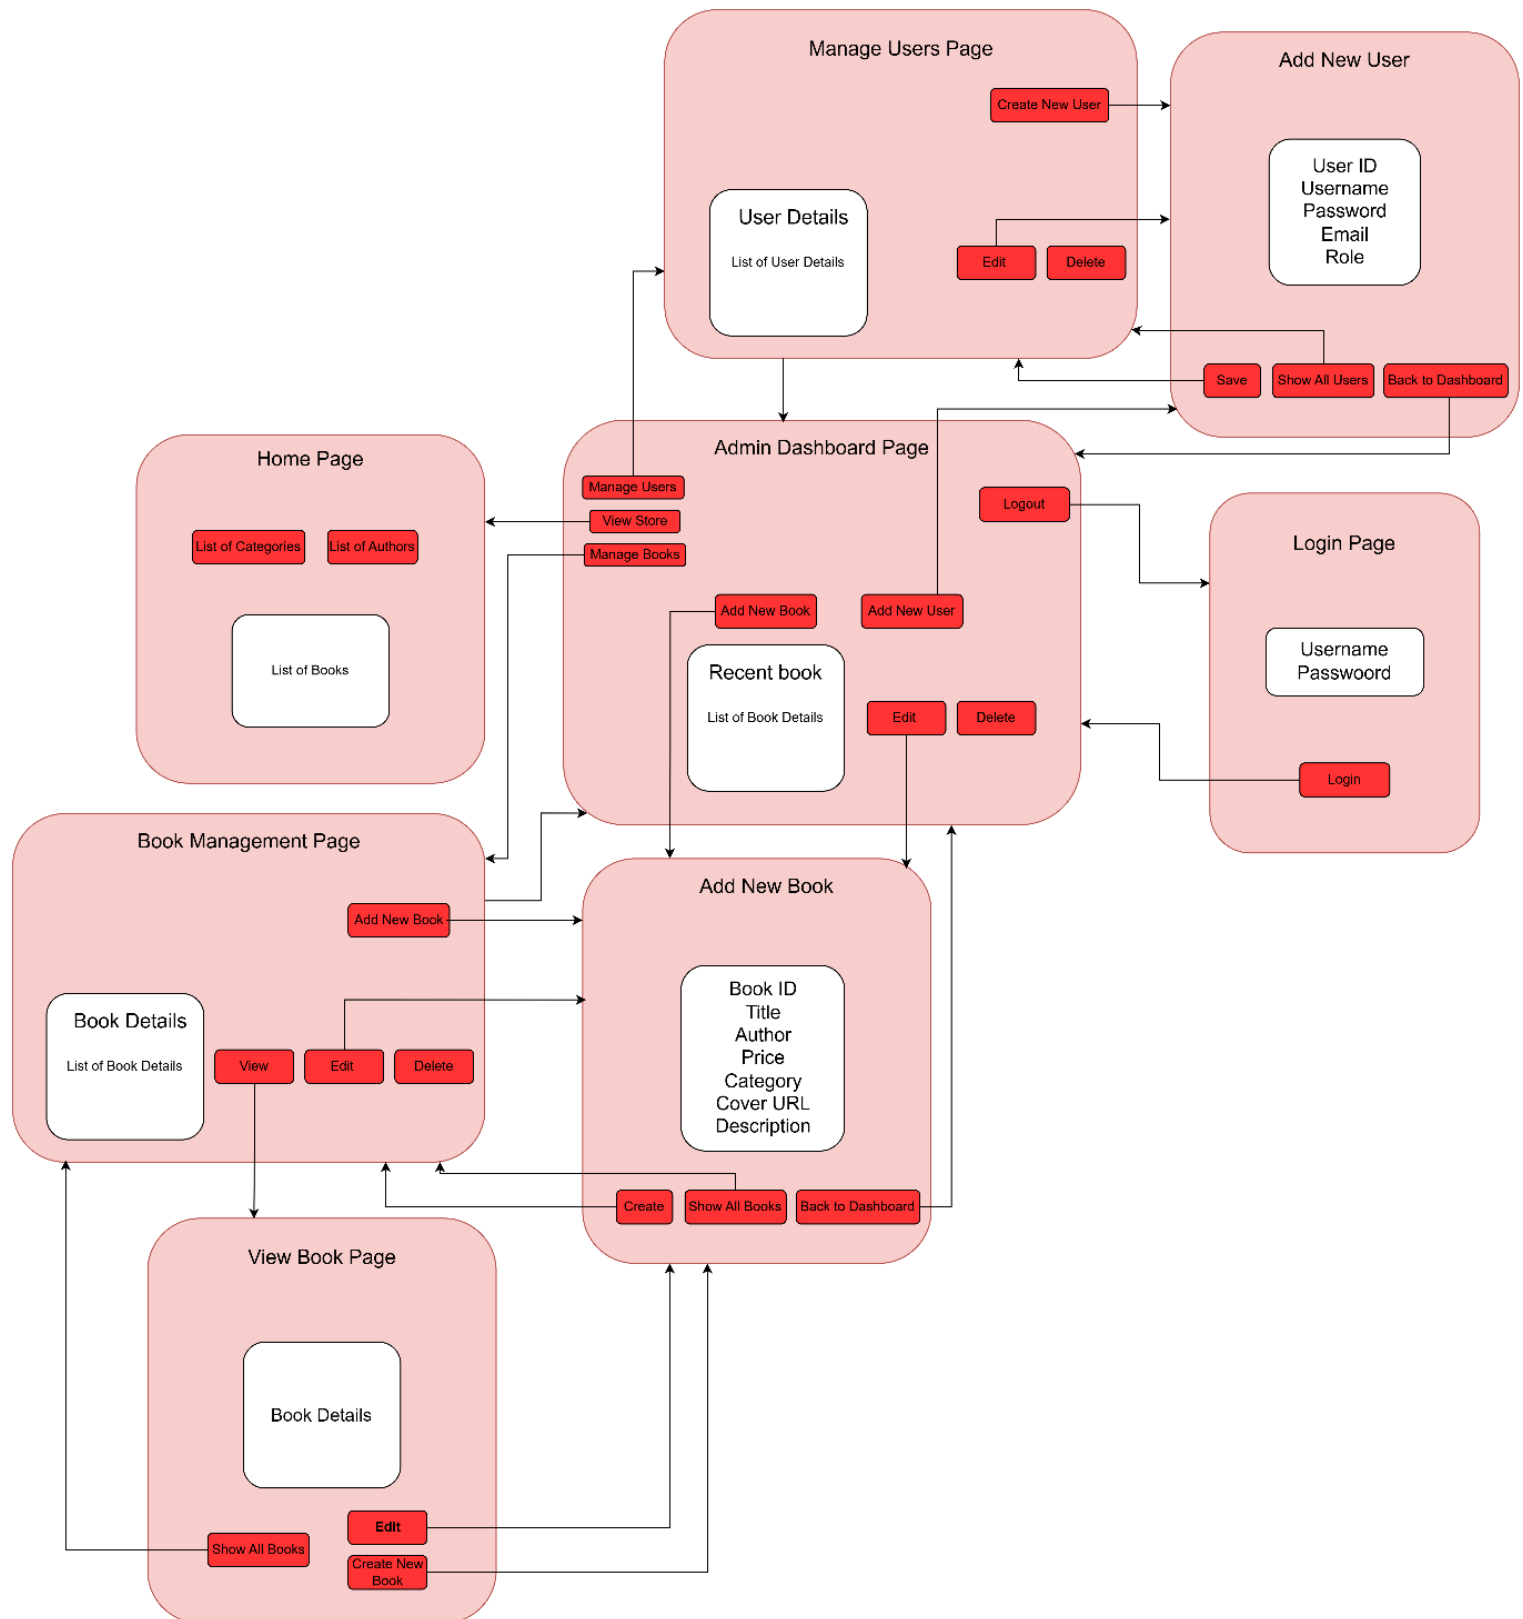 Manage Users Page
Create New User
User Details
List of User Details
Edit
Delete
Add New User
User ID
Username
Password
Email
Role
Save
Show All Users
Back to Dashboard
Home Page
List of Categories
List of Authors
List of Books
Admin Dashboard Page
Manage Users
View Store
Manage Books
Logout
Add New Book
Add New User
Recent book
List of Book Details
Edit
Delete
Login Page
Username
Passwoord
Login
Book Management Page
Add New Book
Book Details
List of Book Details
View
Edit
Delete
Add New Book
Book ID
Title
Author
Price
Category
Cover URL
Description
Create
Show All Books
Back to Dashboard
View Book Page
Book Details
Edit
Show All Books
Create New
Book